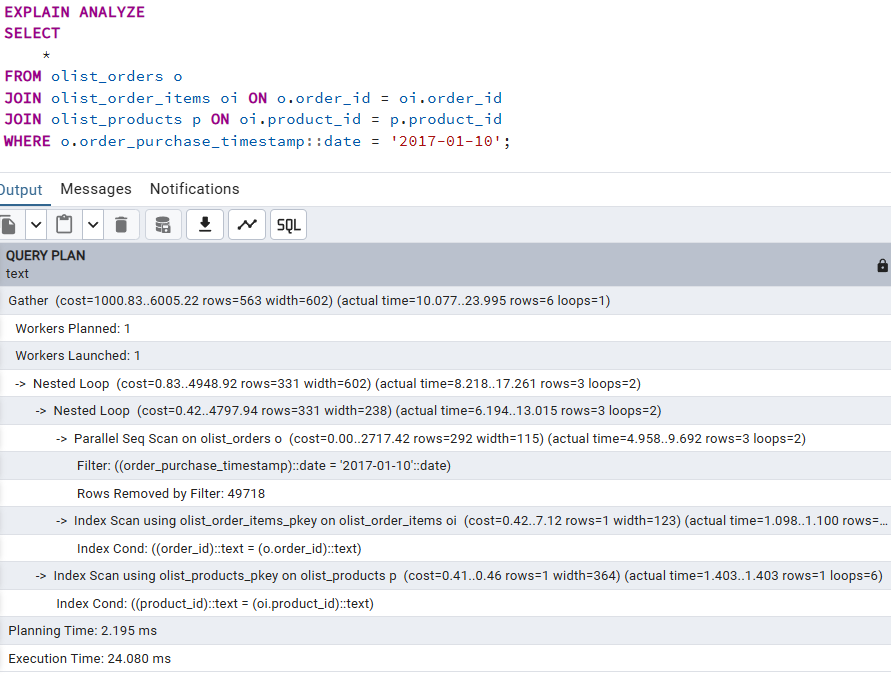 EXPLAIN ANALYZE
SELECT
*
FROM olist_orders o
JOIN olist_order_items oi ON o.order_id = oi.order_id
JOIN olist_products p ON oi.product_id = p.product_id
WHERE o.order_purchase_timestamp::date = '2017-01-10';
Output Messages Notifications
SQL
QUERY PLAN
text
Gather (cost=1000.83..6005.22 rows=563 width=602) (actual time=10.077..23.995 rows=6 loops=1)
Workers Planned: 1
Workers Launched: 1
-> Nested Loop (cost=0.83..4948.92 rows=331 width=602) (actual time=8.218..17.261 rows=3 loops=2)
-> Nested Loop (cost=0.42..4797.94 rows=331 width=238) (actual time=6.194..13.015 rows=3 loops=2)
-> Parallel Seq Scan on olist_orders o (cost=0.00..2717.42 rows=292 width=115) (actual time=4.958..9.692 rows=3 loops=2)
Filter: ((order_purchase_timestamp)::date = '2017-01-10'::date)
Rows Removed by Filter: 49718
-> Index Scan using olist_order_items_pkey on olist_order_items oi (cost=0.42..7.12 rows=1 width=123) (actual time=1.098..1.100 rows=...
Index Cond: ((order_id)::text = (o.order_id)::text)
-> Index Scan using olist_products_pkey on olist_products p (cost=0.41..0.46 rows=1 width=364) (actual time=1.403..1.403 rows=1 loops=6)
Index Cond: ((product_id)::text = (oi.product_id)::text)
Planning Time: 2.195 ms
Execution Time: 24.080 ms